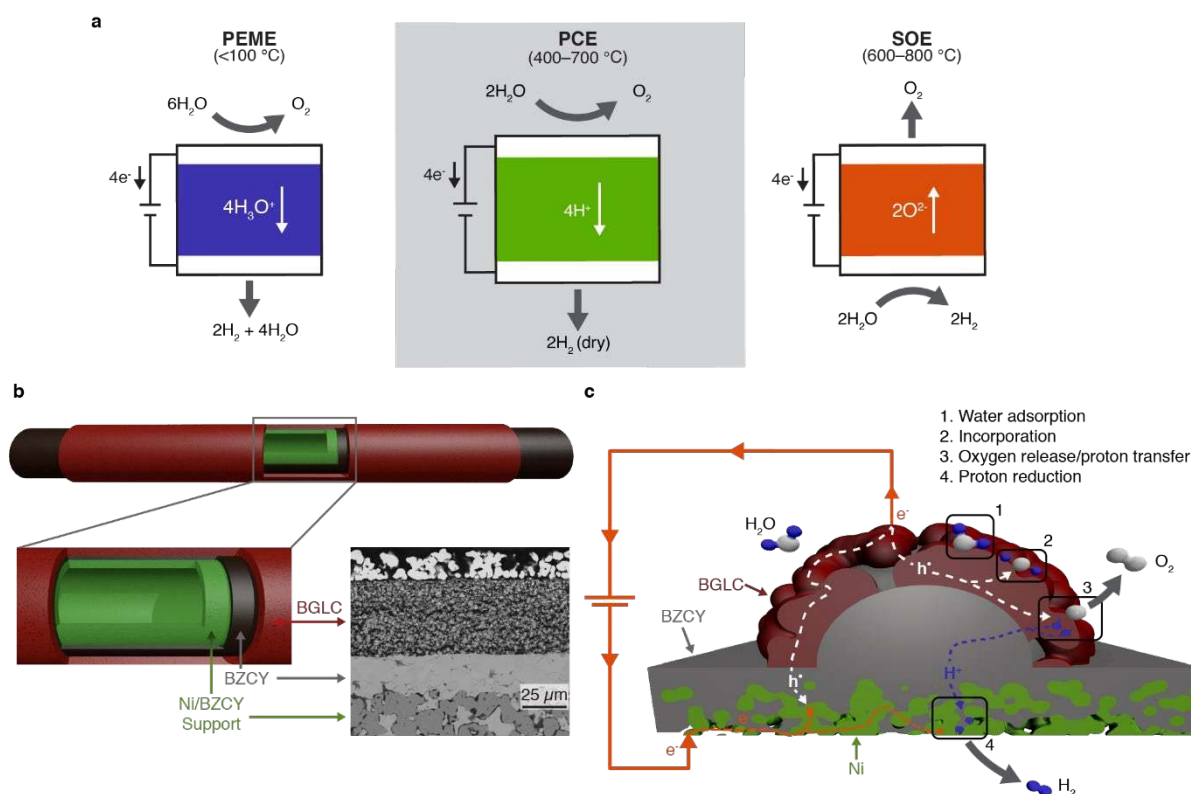 a
PEME
(<100 °C)
6H₂O
O₂
4e⁻
4H₃O⁺
2H₂ + 4H₂O
PCE
(400–700 °C)
2H₂O
O₂
4e⁻
4H⁺
2H₂ (dry)
SOE
(600–800 °C)
O₂
4e⁻
2O²⁻
2H₂O
2H₂
b
BGLC
BZCY
Ni/BZCY
Support
25 µm
c
1. Water adsorption
2. Incorporation
3. Oxygen release/proton transfer
4. Proton reduction
e⁻
1
H₂O
2
h•
O₂
BGLC
3
BZCY
H⁺
h•
e⁻
e⁻
4
Ni
H₂